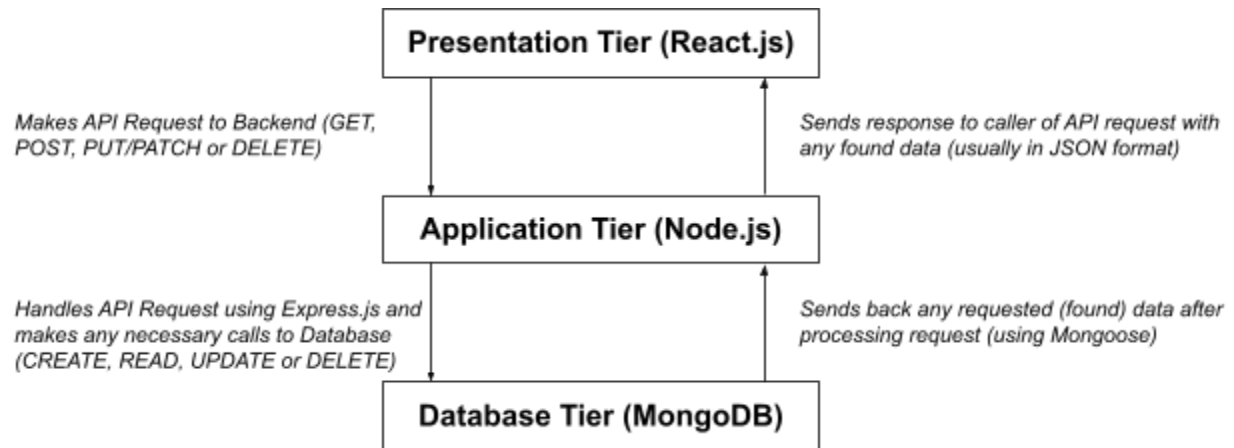 Presentation Tier (React.js)
Makes API Request to Backend (GET,
POST, PUT/PATCH or DELETE)
Sends response to caller of API request with
any found data (usually in JSON format)
Application Tier (Node.js)
Handles API Request using Express.js and
makes any necessary calls to Database
(CREATE, READ, UPDATE or DELETE)
Sends back any requested (found) data after
processing request (using Mongoose)
Database Tier (MongoDB)